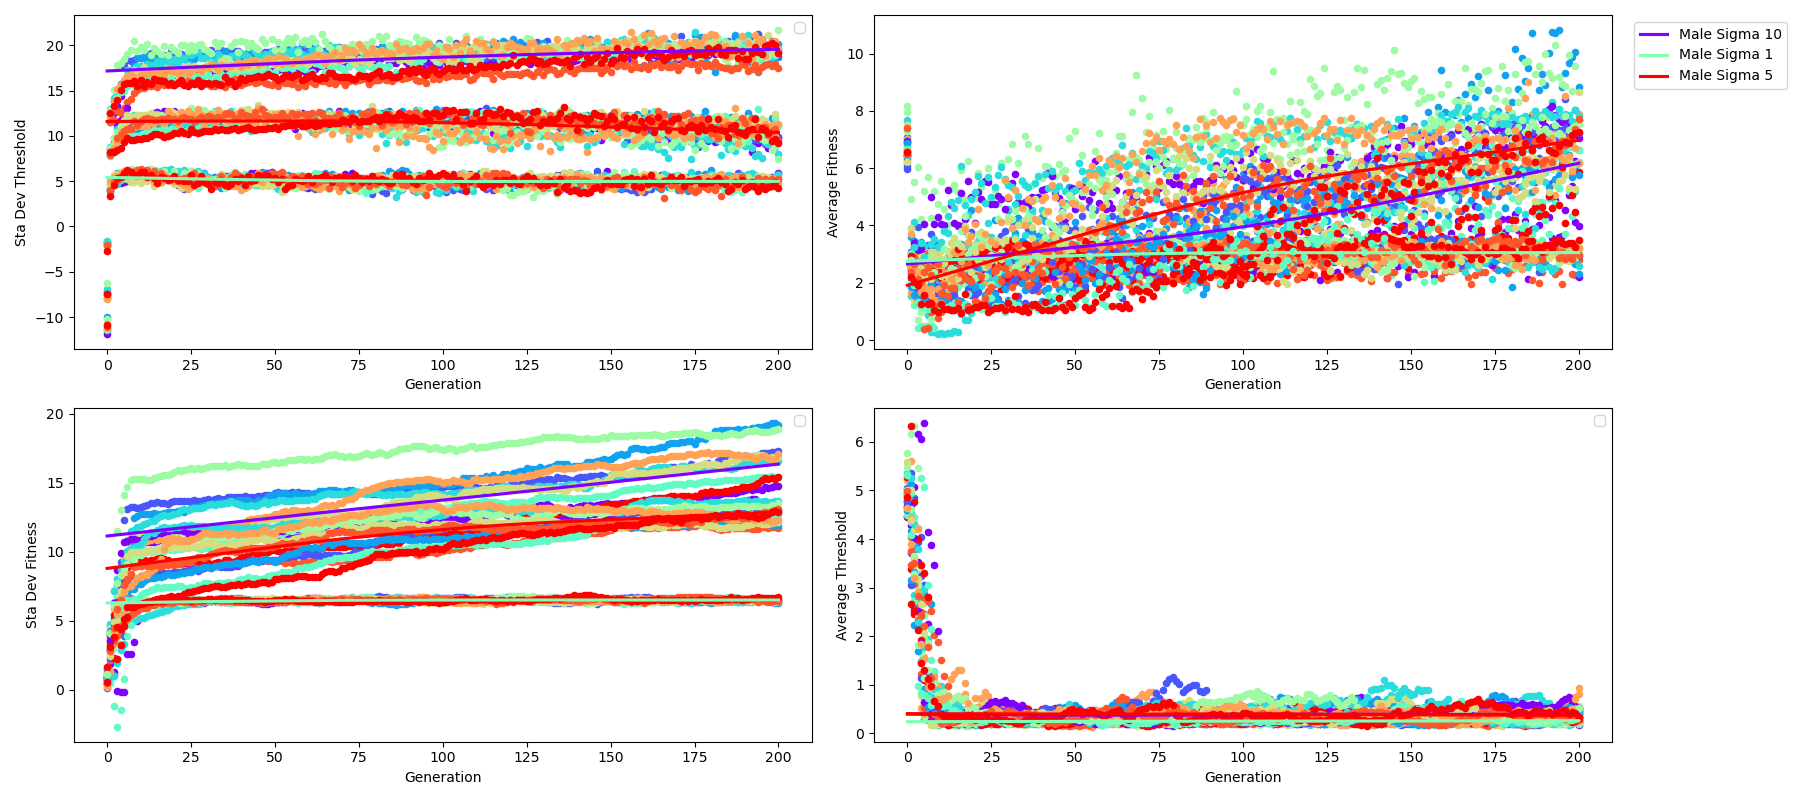 Sta Dev Threshold
20
15
10
5
0
−5
−10
0 25 50 75 100 125 150 175 200
Generation
Average Fitness
10
8
6
4
2
0
0 25 50 75 100 125 150 175 200
Generation
Male Sigma 10
Male Sigma 1
Male Sigma 5
Sta Dev Fitness
20
15
10
5
0
0 25 50 75 100 125 150 175 200
Generation
Average Threshold
6
5
4
3
2
1
0
0 25 50 75 100 125 150 175 200
Generation